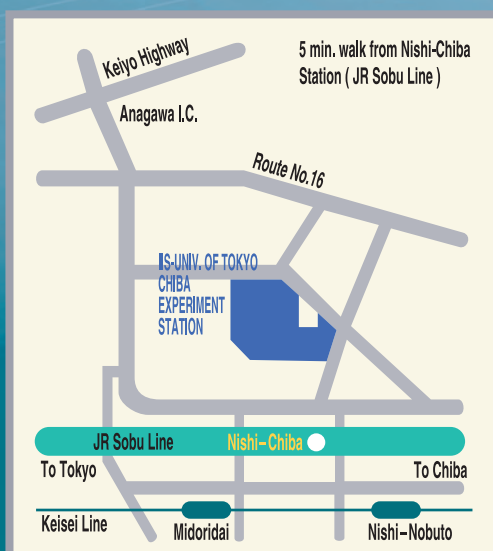 Keiyo Highway
5 min. walk from Nishi-Chiba
Station ( JR Sobu Line )
Anagawa I.C.
Route No.16
IIS-UNIV. OF TOKYO
CHIBA
EXPERIMENT
STATION
JR Sobu Line
Nishi-Chiba
To Tokyo
To Chiba
Keisei Line
Midoridai
Nishi-Nobuto